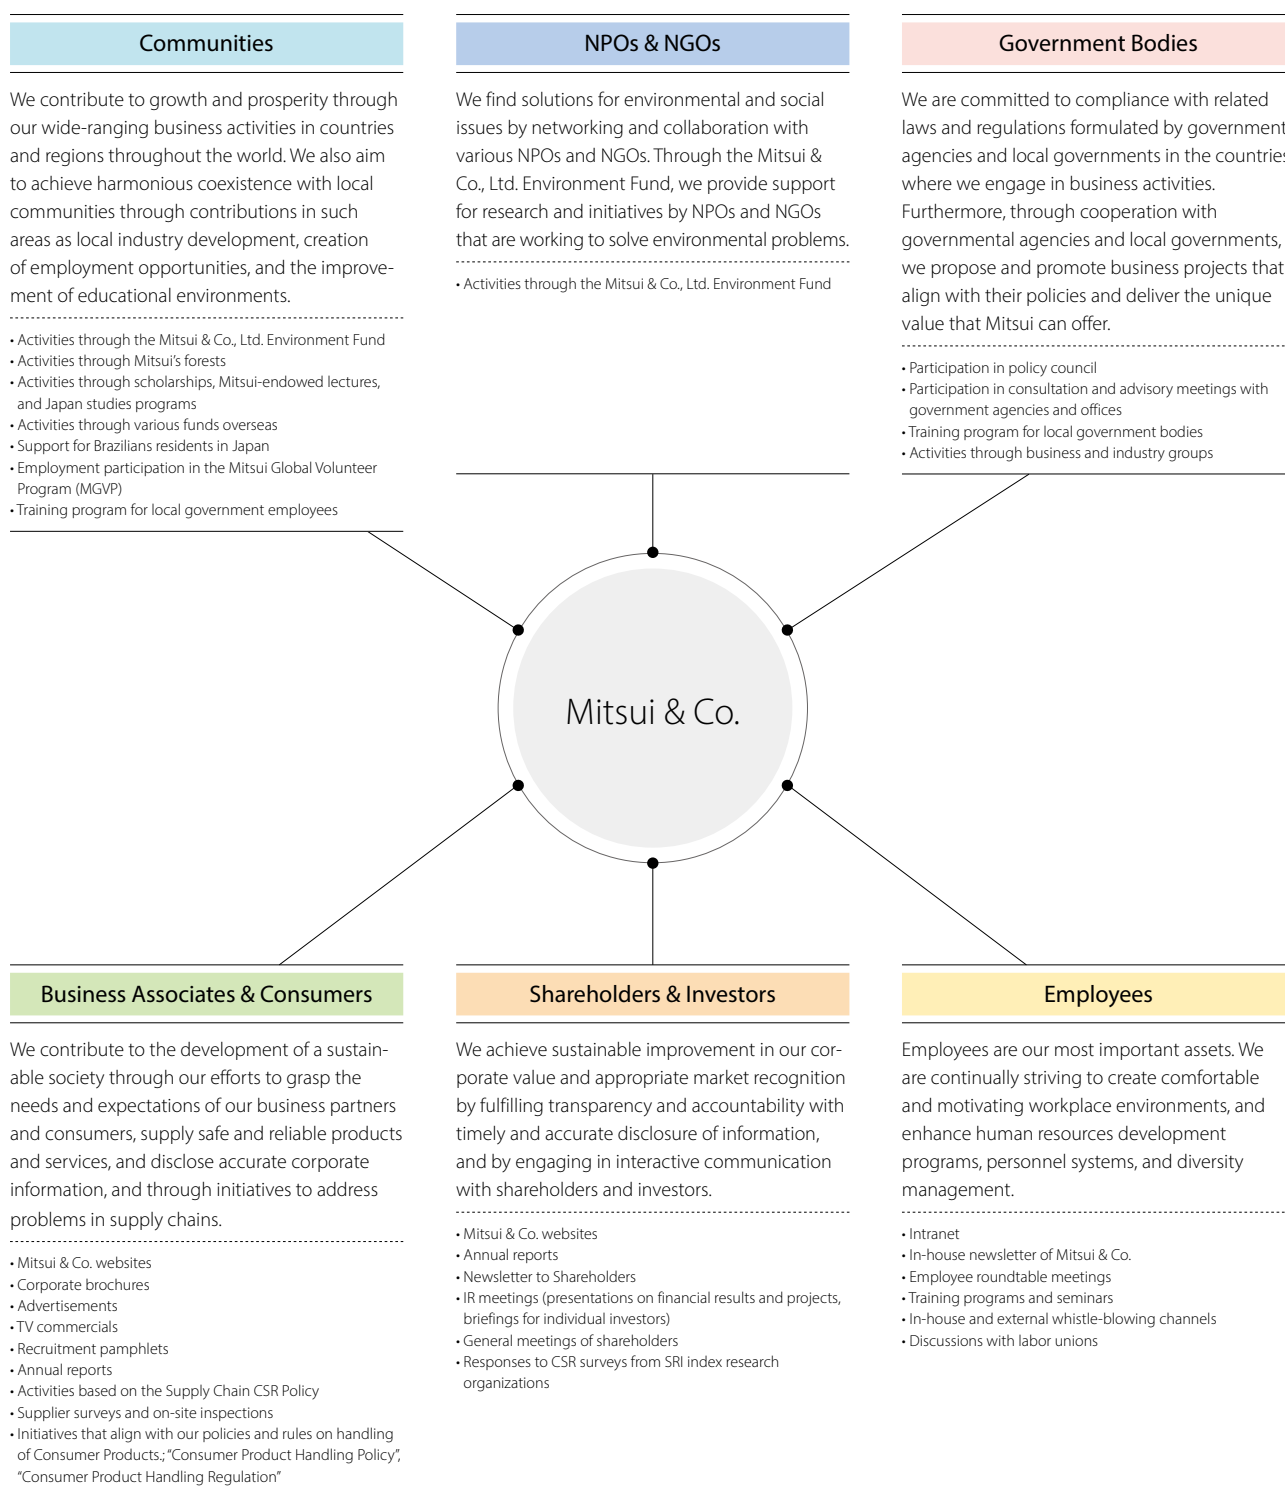 Communities
We contribute to growth and prosperity through
our wide-ranging business activities in countries
and regions throughout the world. We also aim
to achieve harmonious coexistence with local
communities through contributions in such
areas as local industry development, creation
of employment opportunities, and the improve-
ment of educational environments.
• Activities through the Mitsui & Co., Ltd. Environment Fund
• Activities through Mitsui's forests
• Activities through scholarships, Mitsui-endowed lectures,
and Japan studies programs
• Activities through various funds overseas
• Support for Brazilians residents in Japan
• Employment participation in the Mitsui Global Volunteer
Program (MGVP)
• Training program for local government employees
NPOs & NGOs
We find solutions for environmental and social
issues by networking and collaboration with
various NPOs and NGOs. Through the Mitsui &
Co., Ltd. Environment Fund, we provide support
for research and initiatives by NPOs and NGOs
that are working to solve environmental problems.
• Activities through the Mitsui & Co., Ltd. Environment Fund
Government Bodies
We are committed to compliance with related
laws and regulations formulated by government
agencies and local governments in the countries
where we engage in business activities.
Furthermore, through cooperation with
governmental agencies and local governments,
we propose and promote business projects that
align with their policies and deliver the unique
value that Mitsui can offer.
• Participation in policy council
• Participation in consultation and advisory meetings with
government agencies and offices
• Training program for local government bodies
• Activities through business and industry groups
Mitsui & Co.
Business Associates & Consumers
We contribute to the development of a sustain-
able society through our efforts to grasp the
needs and expectations of our business partners
and consumers, supply safe and reliable products
and services, and disclose accurate corporate
information, and through initiatives to address
problems in supply chains.
• Mitsui & Co. websites
• Corporate brochures
• Advertisements
• TV commercials
• Recruitment pamphlets
• Annual reports
• Activities based on the Supply Chain CSR Policy
• Supplier surveys and on-site inspections
• Initiatives that align with our policies and rules on handling
of Consumer Products.; "Consumer Product Handling Policy",
"Consumer Product Handling Regulation"
Shareholders & Investors
We achieve sustainable improvement in our cor-
porate value and appropriate market recognition
by fulfilling transparency and accountability with
timely and accurate disclosure of information,
and by engaging in interactive communication
with shareholders and investors.
• Mitsui & Co. websites
• Annual reports
• Newsletter to Shareholders
• IR meetings (presentations on financial results and projects,
briefings for individual investors)
• General meetings of shareholders
• Responses to CSR surveys from SRI index research
organizations
Employees
Employees are our most important assets. We
are continually striving to create comfortable
and motivating workplace environments, and
enhance human resources development
programs, personnel systems, and diversity
management.
• Intranet
• In-house newsletter of Mitsui & Co.
• Employee roundtable meetings
• Training programs and seminars
• In-house and external whistle-blowing channels
• Discussions with labor unions